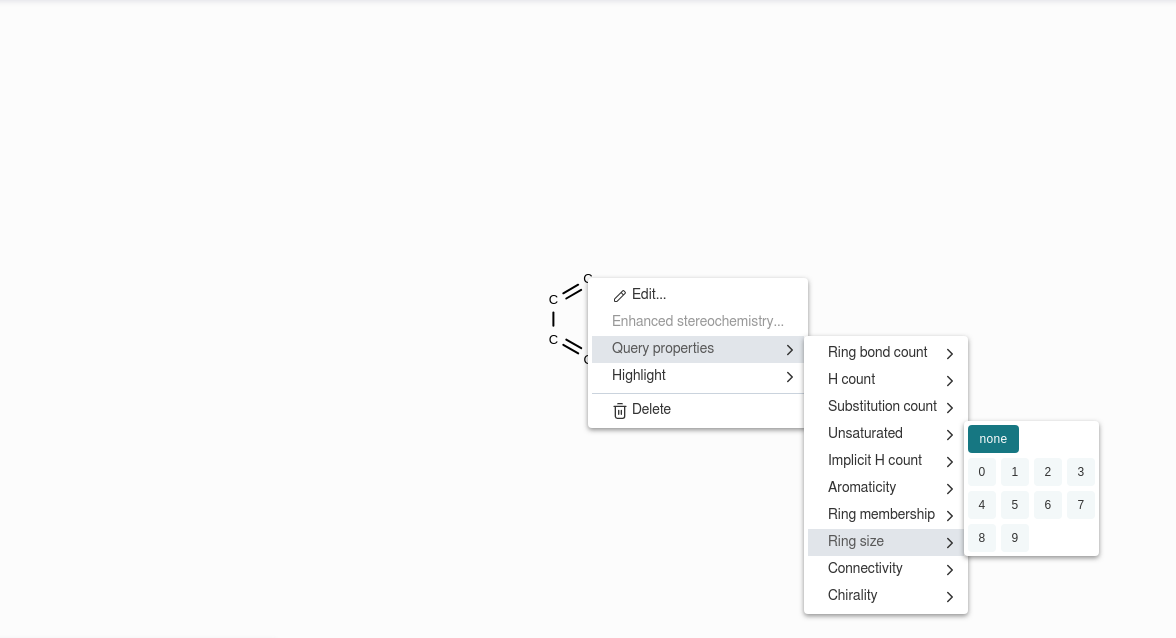 C
C
C
C
Edit...
Enhanced stereochemistry...
Query properties
Highlight
Delete
Ring bond count
H count
Substitution count
Unsaturated
Implicit H count
Aromaticity
Ring membership
Ring size
Connectivity
Chirality
none
0 1 2 3
4 5 6 7
8 9